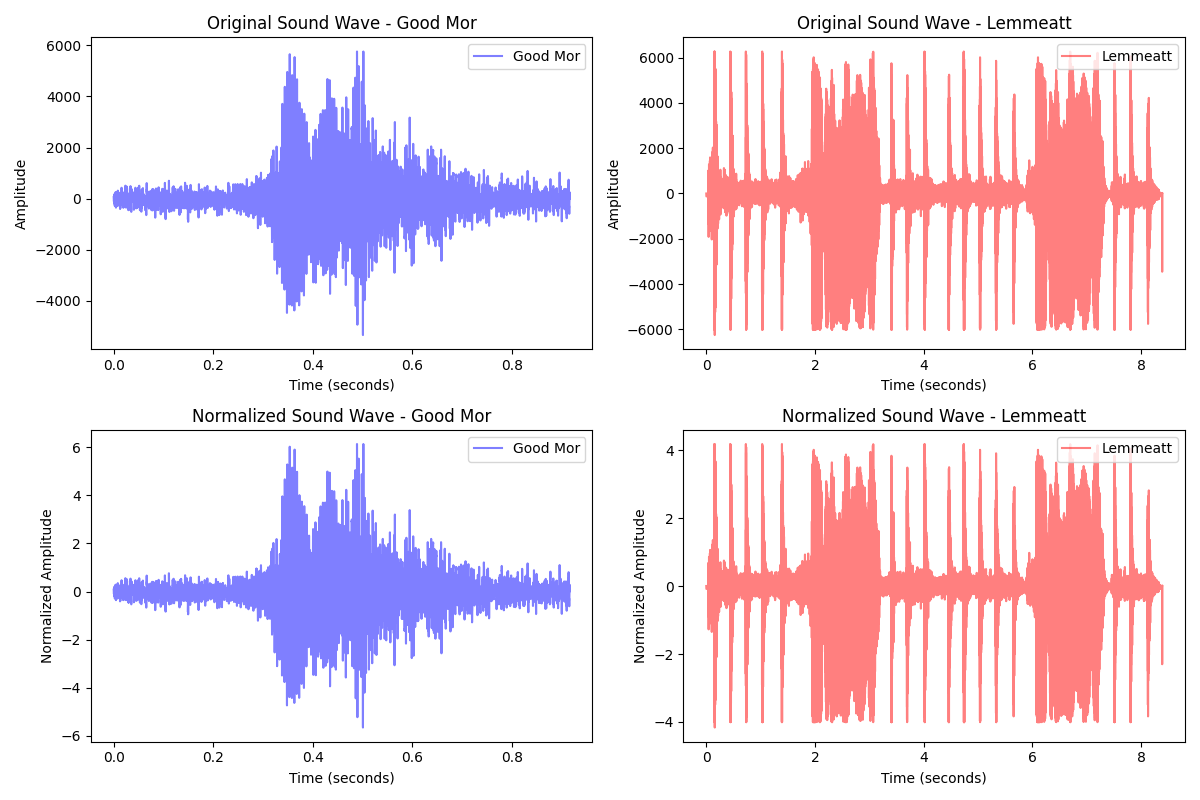 Original Sound Wave - Good Mor
Good Mor
6000
4000
2000
0
−2000
−4000
Amplitude
0.0 0.2 0.4 0.6 0.8
Time (seconds)
Original Sound Wave - Lemmeatt
Lemmeatt
6000
4000
2000
0
−2000
−4000
−6000
Amplitude
0 2 4 6 8
Time (seconds)
Normalized Sound Wave - Good Mor
Good Mor
6
4
2
0
−2
−4
−6
Normalized Amplitude
0.0 0.2 0.4 0.6 0.8
Time (seconds)
Normalized Sound Wave - Lemmeatt
Lemmeatt
4
2
0
−2
−4
Normalized Amplitude
0 2 4 6 8
Time (seconds)